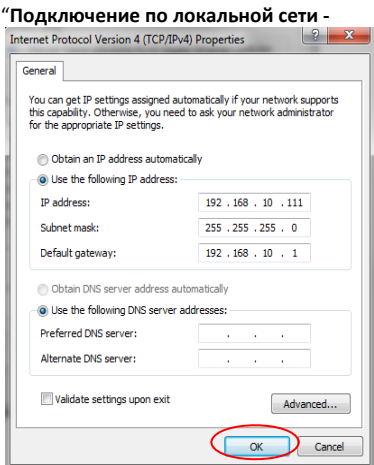 “Подключение по локальной сети -
Internet Protocol Version 4 (TCP/IPv4) Properties
General
You can get IP settings assigned automatically if your network supports
this capability. Otherwise, you need to ask your network administrator
for the appropriate IP settings.
Obtain an IP address automatically
Use the following IP address:
IP address: 192 . 168 . 10 . 111
Subnet mask: 255 . 255 . 255 . 0
Default gateway: 192 . 168 . 10 . 1
Obtain DNS server address automatically
Use the following DNS server addresses:
Preferred DNS server: . . .
Alternate DNS server: . . .
Validate settings upon exit
Advanced...
OK Cancel